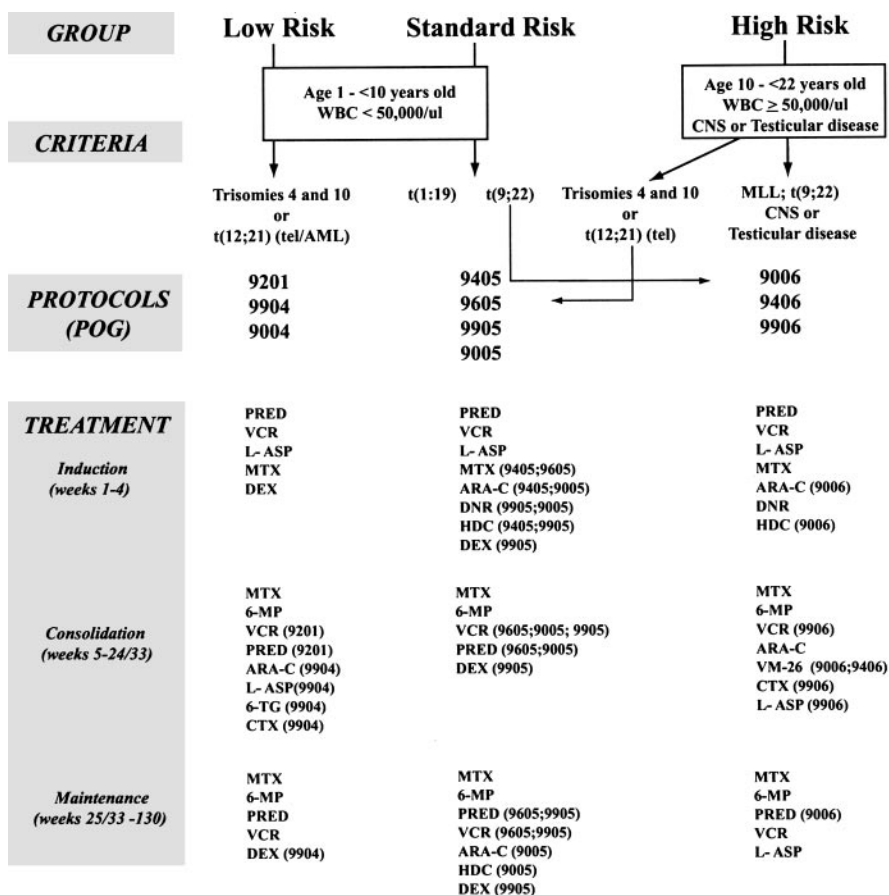 GROUP
Low Risk
Standard Risk
High Risk
Age 1 - <10 years old
WBC < 50,000/ul
Age 10 - <22 years old
WBC ≥ 50,000/ul
CNS or Testicular disease
CRITERIA
Trisomies 4 and 10
or
t(12;21) (tel/AML)
t(1:19)
t(9;22)
Trisomies 4 and 10
or
t(12;21) (tel)
MLL; t(9;22)
CNS or
Testicular disease
PROTOCOLS
(POG)
9201
9904
9004
9405
9605
9905
9005
9006
9406
9906
TREATMENT
Induction
(weeks 1-4)
PRED
VCR
L- ASP
MTX
DEX
PRED
VCR
L- ASP
MTX (9405;9605)
ARA-C (9405;9005)
DNR (9905;9005)
HDC (9405;9905)
DEX (9905)
PRED
VCR
L- ASP
MTX
ARA-C (9006)
DNR
HDC (9006)
Consolidation
(weeks 5-24/33)
MTX
6-MP
VCR (9201)
PRED (9201)
ARA-C (9904)
L- ASP(9904)
6-TG (9904)
CTX (9904)
MTX
6-MP
VCR (9605;9005; 9905)
PRED (9605;9005)
DEX (9905)
MTX
6-MP
VCR (9906)
ARA-C
VM-26 (9006;9406)
CTX (9906)
L- ASP (9906)
Maintenance
(weeks 25/33 -130)
MTX
6-MP
PRED
VCR
DEX (9904)
MTX
6-MP
PRED (9605;9905)
VCR (9605;9905)
ARA-C (9005)
HDC (9005)
DEX (9905)
MTX
6-MP
PRED (9006)
VCR
L- ASP